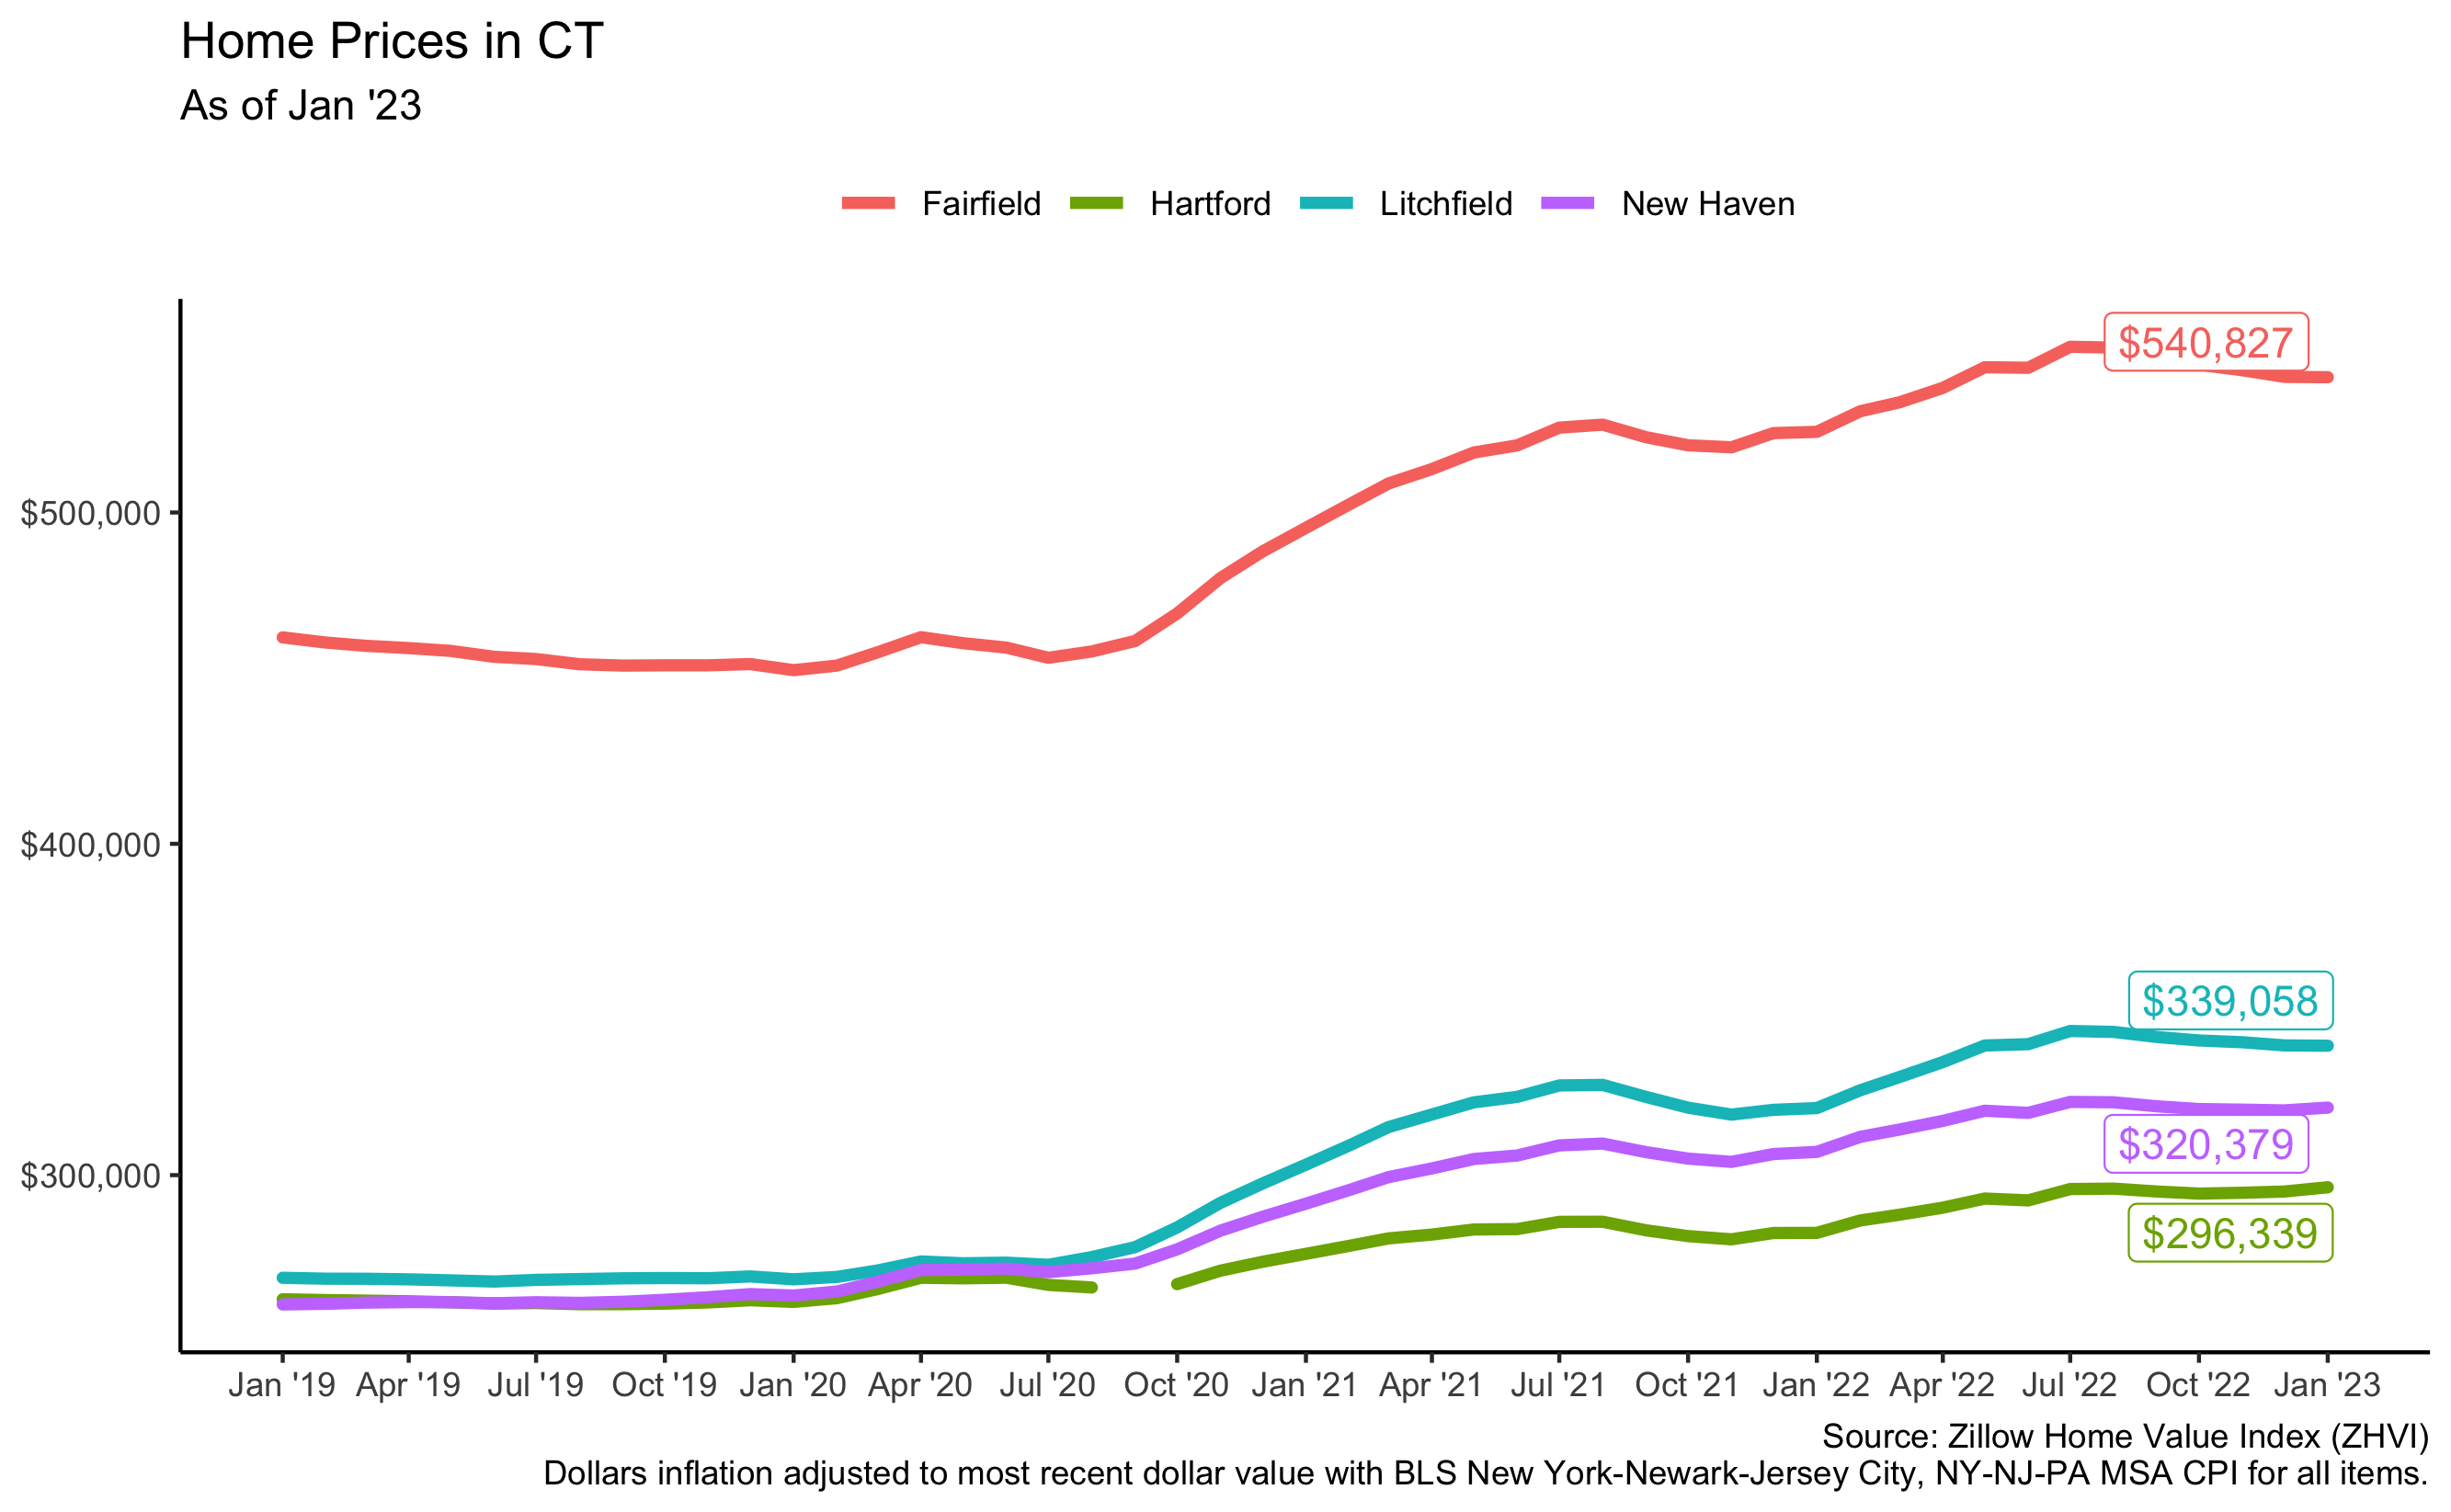 Home Prices in CT
As of Jan '23
Fairfield Hartford Litchfield New Haven
$540,827
$500,000
$400,000
$339,058
$320,379
$300,000
$296,339
Jan '19 Apr '19 Jul '19 Oct '19 Jan '20 Apr '20 Jul '20 Oct '20 Jan '21 Apr '21 Jul '21 Oct '21 Jan '22 Apr '22 Jul '22 Oct '22 Jan '23
Source: Zillow Home Value Index (ZHVI)
Dollars inflation adjusted to most recent dollar value with BLS New York-Newark-Jersey City, NY-NJ-PA MSA CPI for all items.